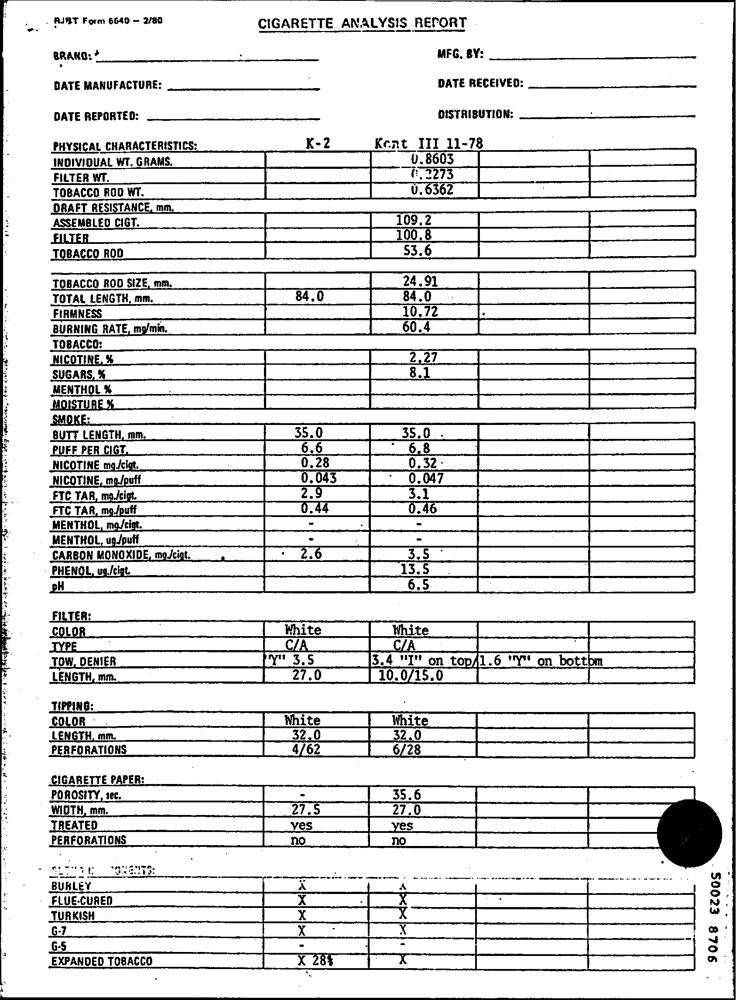 RJRT Form 6640 — 2/80
CIGARETTE ANALYSIS REPORT
BRAND:
MFG. BY:
DATE MANUFACTURE:
DATE RECEIVED:
DATE REPORTED:
DISTRIBUTION:
PHYSICAL CHARACTERISTICS: K-2 Kent III 11-78
INDIVIDUAL WT. GRAMS. 0.8603
FILTER WT. 0.2273
TOBACCO ROD WT. 0.6362
DRAFT RESISTANCE, mm.
ASSEMBLED CIGT. 109.2
FILTER 100.8
TOBACCO ROD 53.6
TOBACCO ROD SIZE, mm. 24.91
TOTAL LENGTH, mm. 84.0 84.0
FIRMNESS 10.72
BURNING RATE, mg/min. 60.4
TOBACCO:
NICOTINE, % 2.27
SUGARS, % 8.1
MENTHOL %
MOISTURE %
SMOKE:
BUTT LENGTH, mm. 35.0 35.0
PUFF PER CIGT. 6.6 6.8
NICOTINE mg./cigt. 0.28 0.32
NICOTINE, mg./puff 0.043 0.047
FTC TAR, mg./cigt. 2.9 3.1
FTC TAR, mg./puff 0.44 0.46
MENTHOL, mg./cigt. - -
MENTHOL, ug./puff - -
CARBON MONOXIDE, mg./cigt. 2.6 3.5
PHENOL, ug./cigt. 13.5
pH 6.5
FILTER:
COLOR White White
TYPE C/A C/A
TOW, DENIER "Y" 3.5 3.4 "I" on top/1.6 "Y" on bottom
LENGTH, mm. 27.0 10.0/15.0
TIPPING:
COLOR White White
LENGTH, mm. 32.0 32.0
PERFORATIONS 4/62 6/28
CIGARETTE PAPER:
POROSITY, sec. - 35.6
WIDTH, mm. 27.5 27.0
TREATED yes yes
PERFORATIONS no no
BURLEY X X
FLUE-CURED X X
TURKISH X X
G-7 X X
G-5 - -
EXPANDED TOBACCO X 28% X
50023 8706